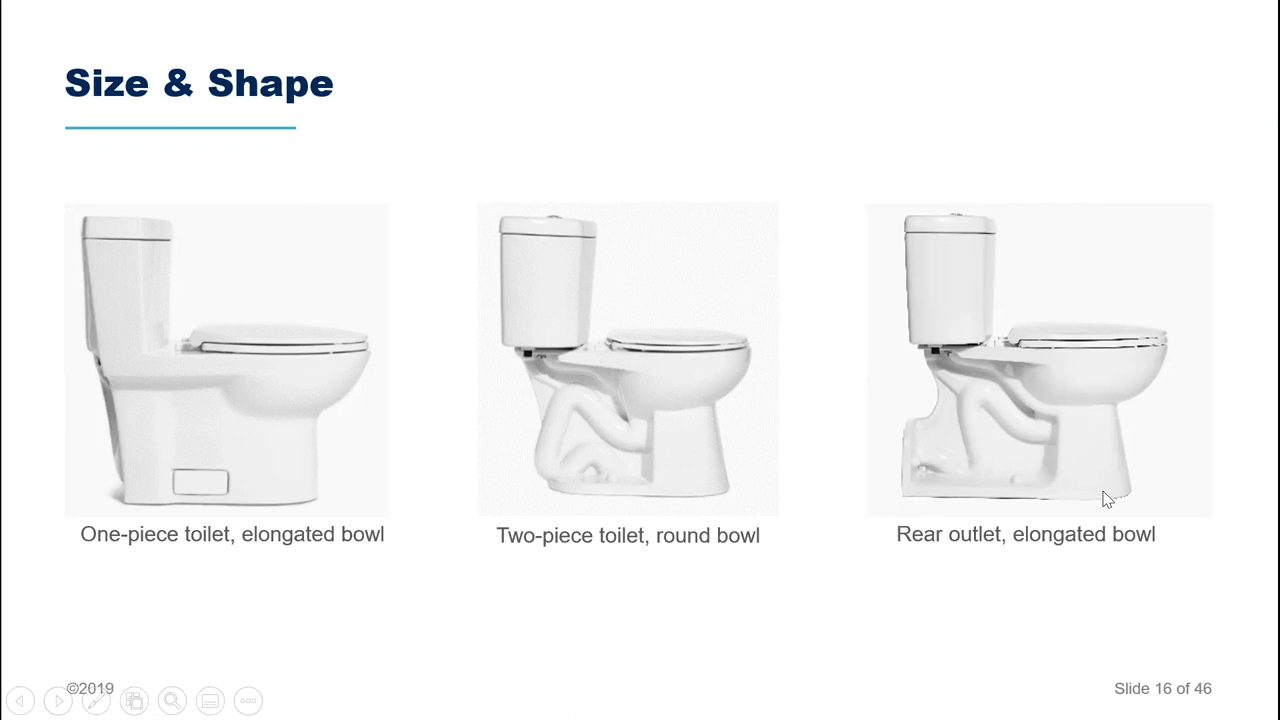 Size & Shape
One-piece toilet, elongated bowl
Two-piece toilet, round bowl
Rear outlet, elongated bowl
©2019
Slide 16 of 46